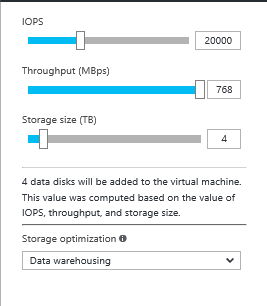 IOPS
20000
Throughput (MBps)
768
Storage size (TB)
4
4 data disks will be added to the virtual machine.
This value was computed based on the value of
IOPS, throughput, and storage size.
Storage optimization
Data warehousing